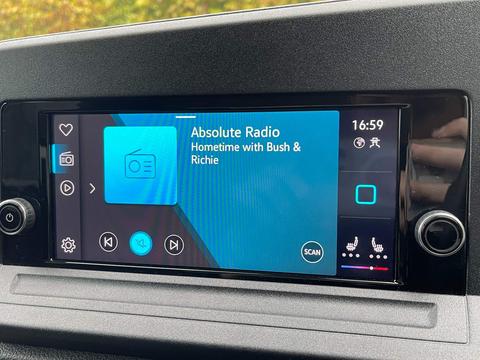 Absolute Radio
16:59
Hometime with Bush &
Richie
SCAN